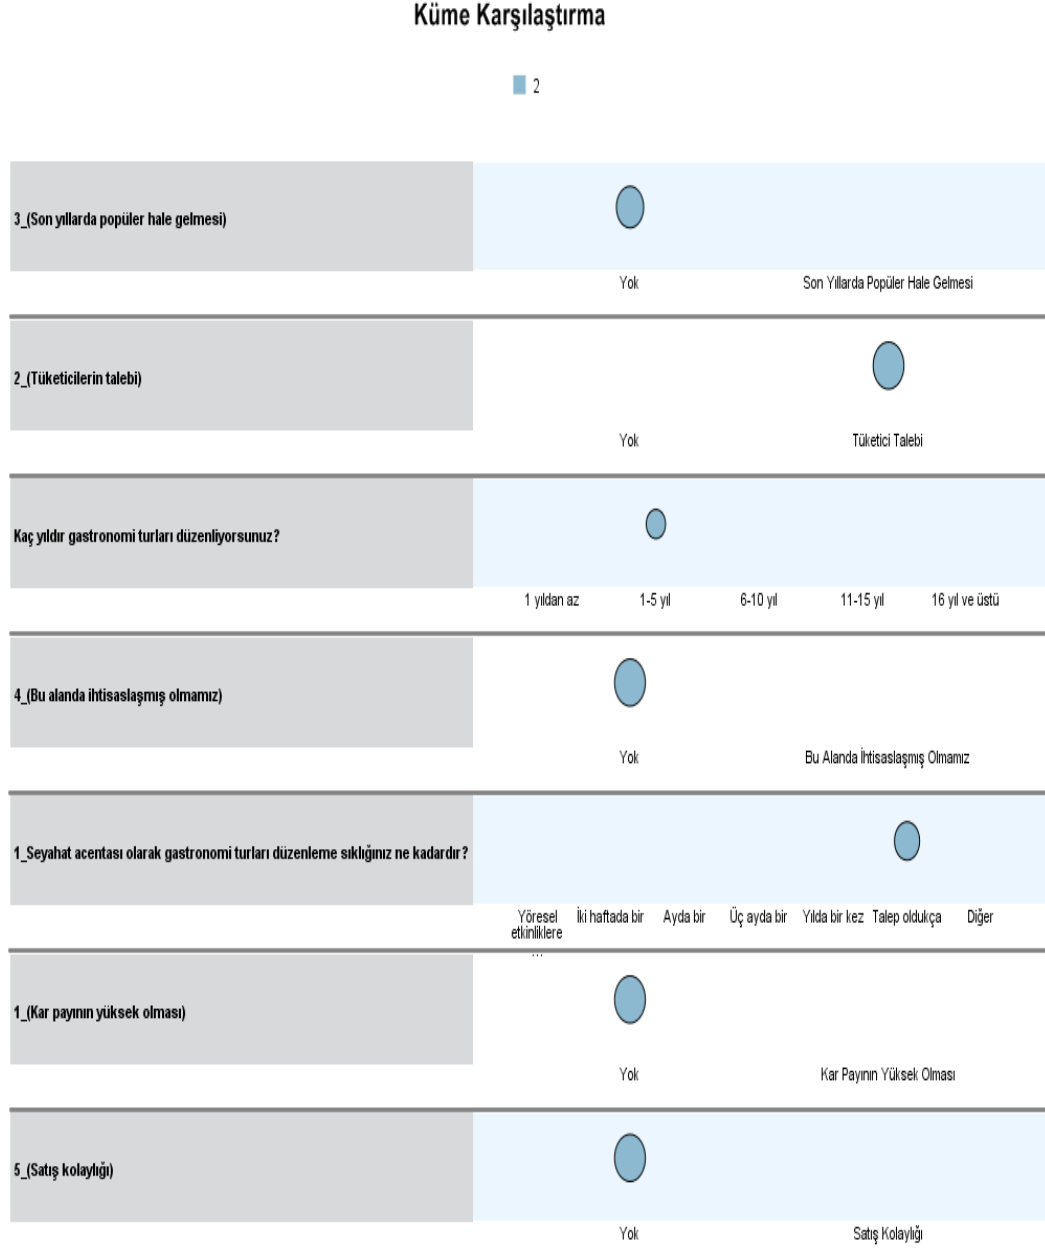 Küme Karşılaştırma
2
3_(Son yıllarda popüler hale gelmesi)
Yok
Son Yıllarda Popüler Hale Gelmesi
2_(Tüketicilerin talebi)
Yok
Tüketici Talebi
Kaç yıldır gastronomi turları düzenliyorsunuz?
1 yıldan az
1-5 yıl
6-10 yıl
11-15 yıl
16 yıl ve üstü
4_(Bu alanda ihtisaslaşmış olmamız)
Yok
Bu Alanda İhtisaslaşmış Olmamız
1_Seyahat acentası olarak gastronomi turları düzenleme sıklığınız ne kadardır?
Yöresel
etkinliklere
...
İki haftada bir
Ayda bir
Üç ayda bir
Yılda bir kez
Talep oldukça
Diğer
1_(Kar payının yüksek olması)
Yok
Kar Payının Yüksek Olması
5_(Satış kolaylığı)
Yok
Satış Kolaylığı